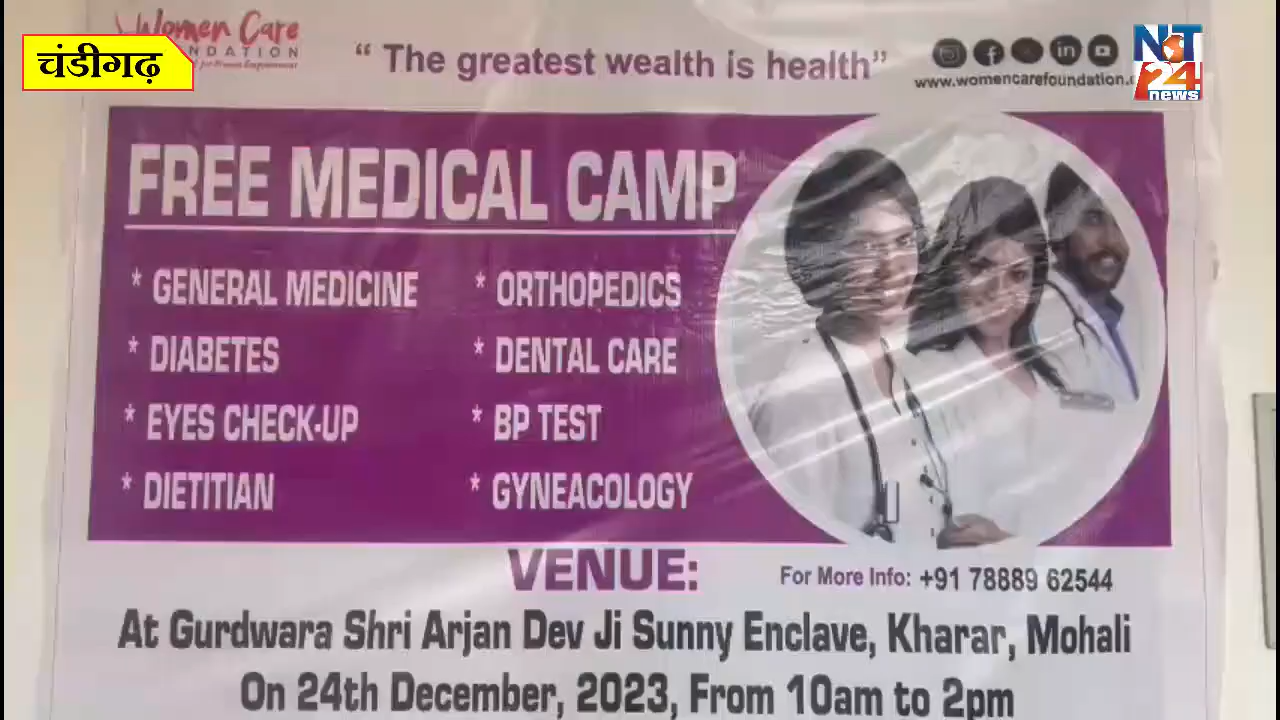 Women Care
चंडीगढ़
“ The greatest wealth is health”
www.womencarefoundation.
NT
24
news
FREE MEDICAL CAMP
* GENERAL MEDICINE
* ORTHOPEDICS
* DIABETES
* DENTAL CARE
* EYES CHECK-UP
* BP TEST
* DIETITIAN
* GYNEACOLOGY
VENUE:
For More Info: +91 78889 62544
At Gurdwara Shri Arjan Dev Ji Sunny Enclave, Kharar, Mohali
On 24th December, 2023, From 10am to 2pm